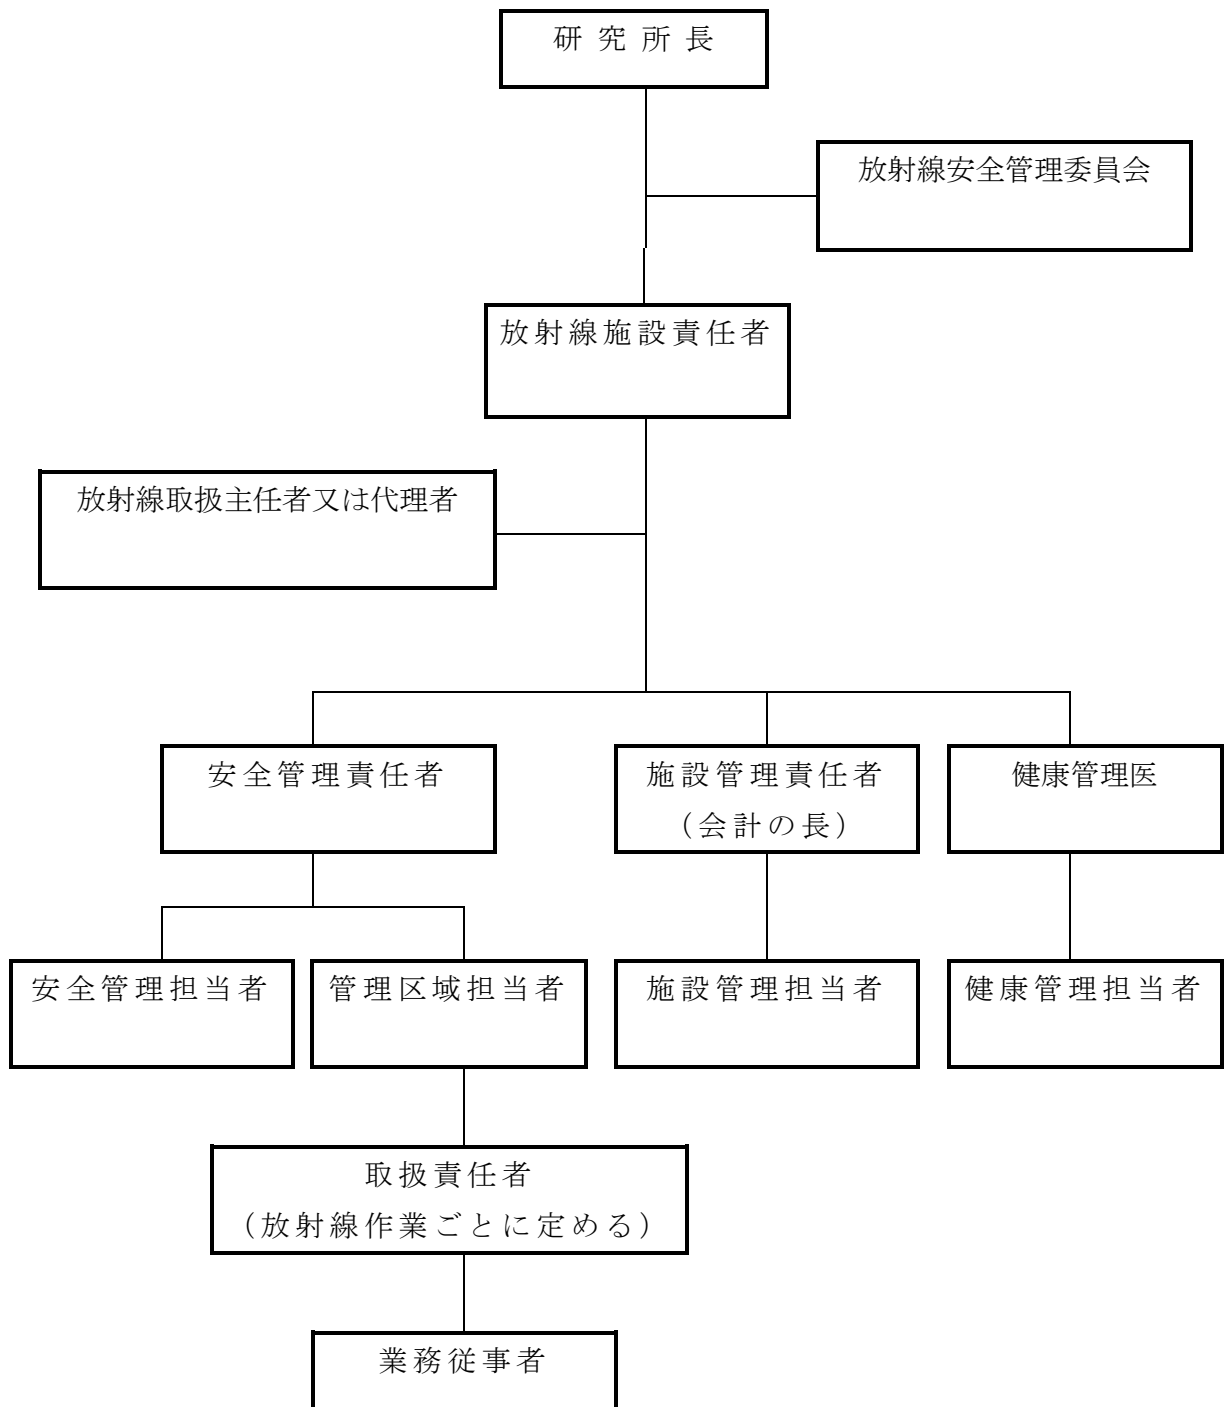 研究所長
放射線安全管理委員会
放射線施設責任者
放射線取扱主任者又は代理者
安全管理責任者
施設管理責任者
（会計の長）
健康管理医
安全管理担当者
管理区域担当者
施設管理担当者
健康管理担当者
取扱責任者
（放射線作業ごとに定める）
業務従事者